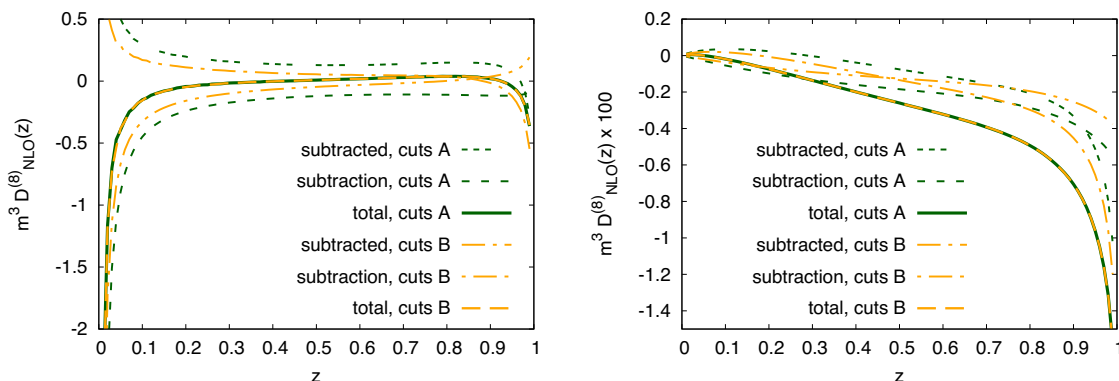 0.5
0
-0.5
-1
-1.5
-2
0 0.1 0.2 0.3 0.4 0.5 0.6 0.7 0.8 0.9 1
m³ D⁽⁸⁾NLO(z)
z
subtracted, cuts A
subtraction, cuts A
total, cuts A
subtracted, cuts B
subtraction, cuts B
total, cuts B
0.2
0
-0.2
-0.4
-0.6
-0.8
-1
-1.2
-1.4
0 0.1 0.2 0.3 0.4 0.5 0.6 0.7 0.8 0.9 1
m³ D⁽⁸⁾NLO(z) x 100
z
subtracted, cuts A
subtraction, cuts A
total, cuts A
subtracted, cuts B
subtraction, cuts B
total, cuts B